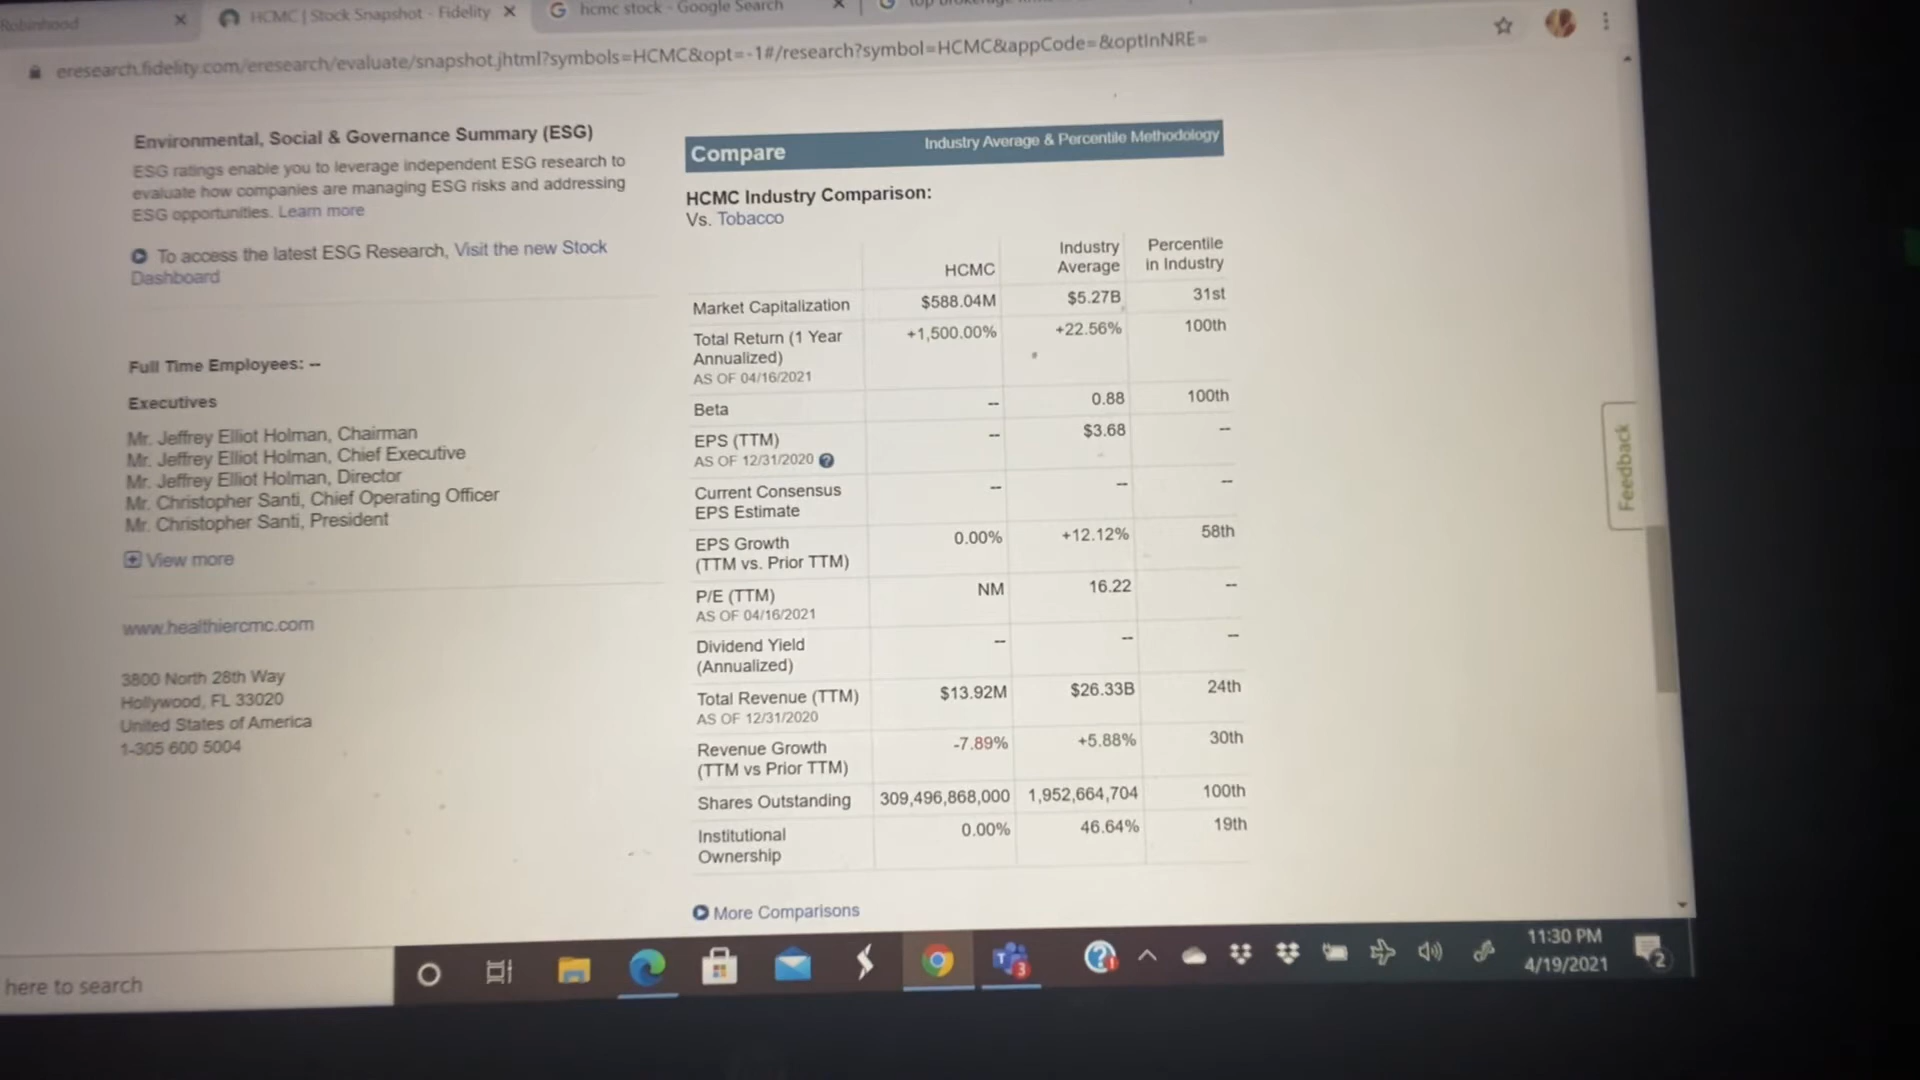 Robinhood
HCMC | Stock Snapshot - Fidelity
hcmc stock - Google Search
eresearch.fidelity.com/eresearch/evaluate/snapshot.jhtml?symbols=HCMC&opt=-1#/research?symbol=HCMC&appCode=&optInNRE=
Environmental, Social & Governance Summary (ESG)
ESG ratings enable you to leverage independent ESG research to
evaluate how companies are managing ESG risks and addressing
ESG opportunities. Learn more
To access the latest ESG Research, Visit the new Stock
Dashboard
Full Time Employees: --
Executives
Mr. Jeffrey Elliot Holman, Chairman
Mr. Jeffrey Elliot Holman, Chief Executive
Mr. Jeffrey Elliot Holman, Director
Mr. Christopher Santi, Chief Operating Officer
Mr. Christopher Santi, President
View more
www.healthiercmc.com
3800 North 28th Way
Hollywood, FL 33020
United States of America
1-305 600 5004
Compare Industry Average & Percentile Methodology
HCMC Industry Comparison:
Vs. Tobacco
HCMC Industry Average Percentile in Industry
Market Capitalization $588.04M $5.27B 31st
Total Return (1 Year +1,500.00% +22.56% 100th
Annualized)
AS OF 04/16/2021
Beta -- 0.88 100th
EPS (TTM) -- $3.68 --
AS OF 12/31/2020
Current Consensus -- -- --
EPS Estimate
EPS Growth 0.00% +12.12% 58th
(TTM vs. Prior TTM)
P/E (TTM) NM 16.22 --
AS OF 04/16/2021
Dividend Yield -- -- --
(Annualized)
Total Revenue (TTM) $13.92M $26.33B 24th
AS OF 12/31/2020
Revenue Growth -7.89% +5.88% 30th
(TTM vs Prior TTM)
Shares Outstanding 309,496,868,000 1,952,664,704 100th
Institutional 0.00% 46.64% 19th
Ownership
More Comparisons
Feedback
here to search
3
11:30 PM
4/19/2021
2